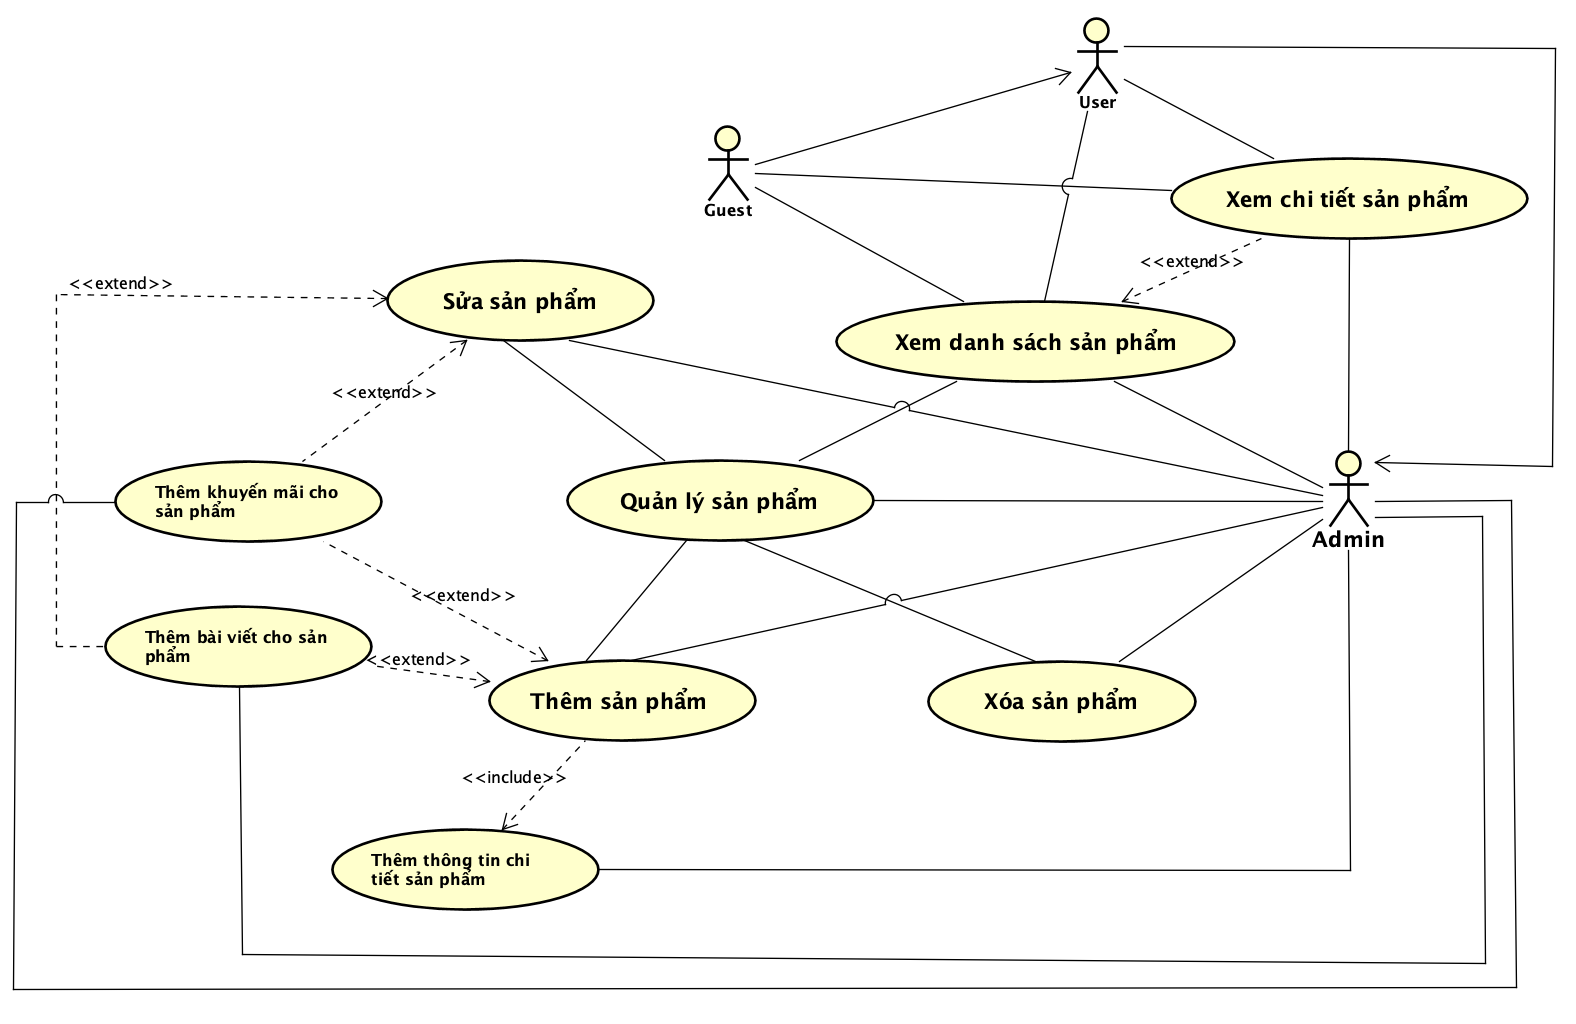 User
Guest
Xem chi tiết sản phẩm
<<extend>>
<<extend>>
Sửa sản phẩm
Xem danh sách sản phẩm
<<extend>>
Thêm khuyến mãi cho
sản phẩm
Quản lý sản phẩm
Admin
<<extend>>
Thêm bài viết cho sản
phẩm
<<extend>>
Thêm sản phẩm
Xóa sản phẩm
<<include>>
Thêm thông tin chi
tiết sản phẩm